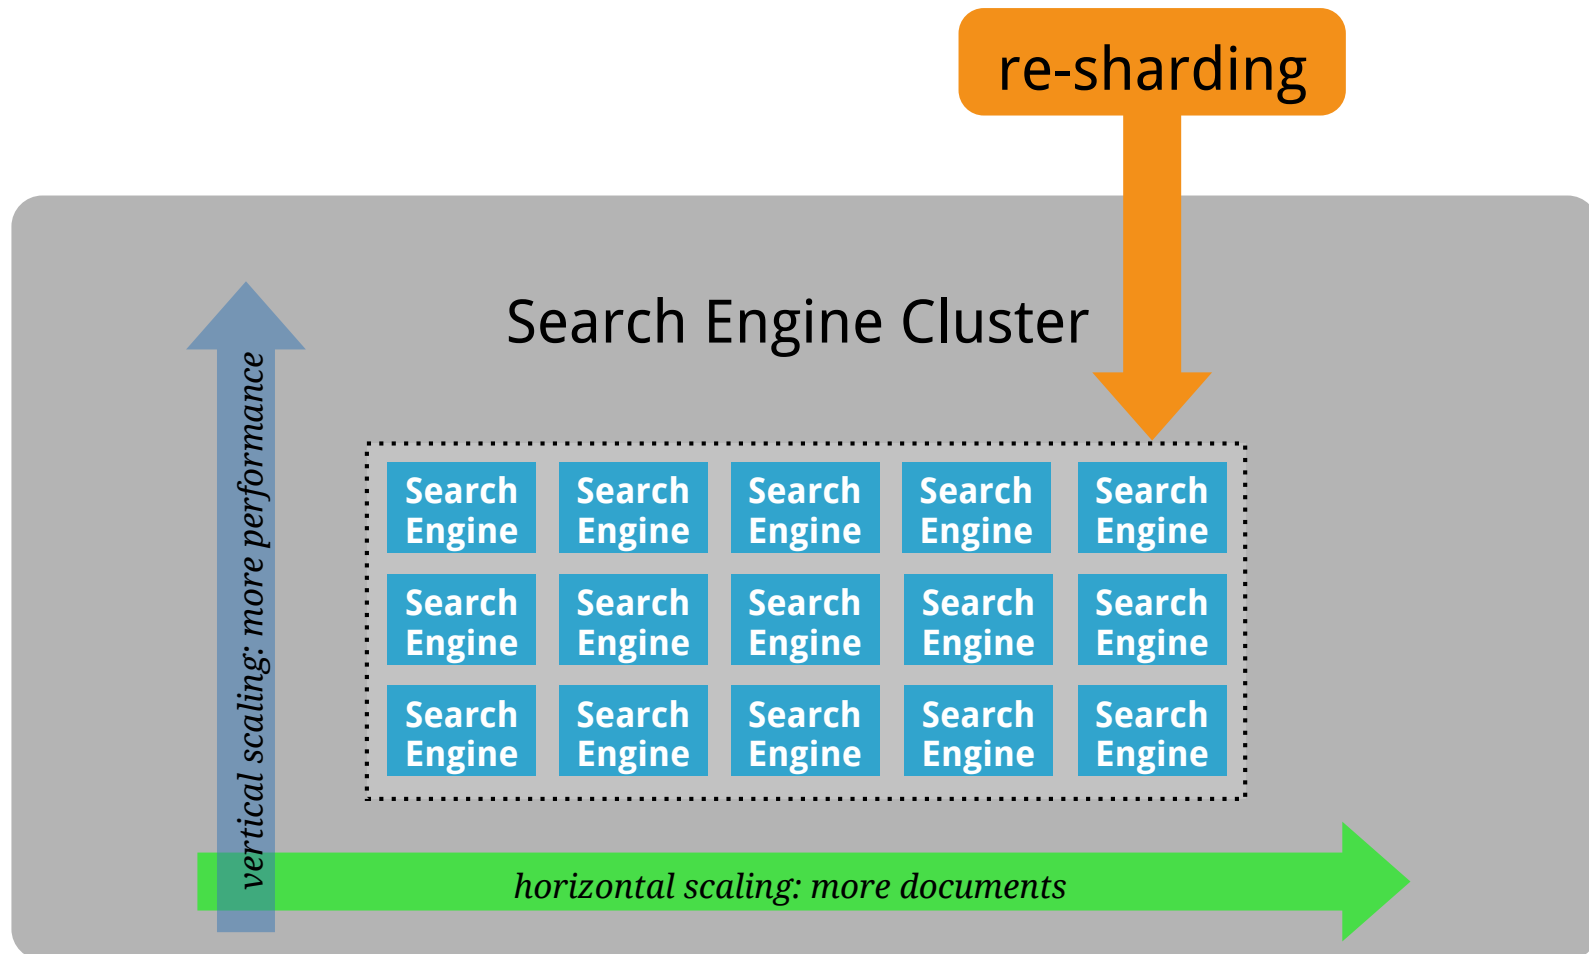 re-sharding
Search Engine Cluster
vertical scaling: more performance
Search Search Search Search Search
Engine Engine Engine Engine Engine
Search Search Search Search Search
Engine Engine Engine Engine Engine
Search Search Search Search Search
Engine Engine Engine Engine Engine
horizontal scaling: more documents